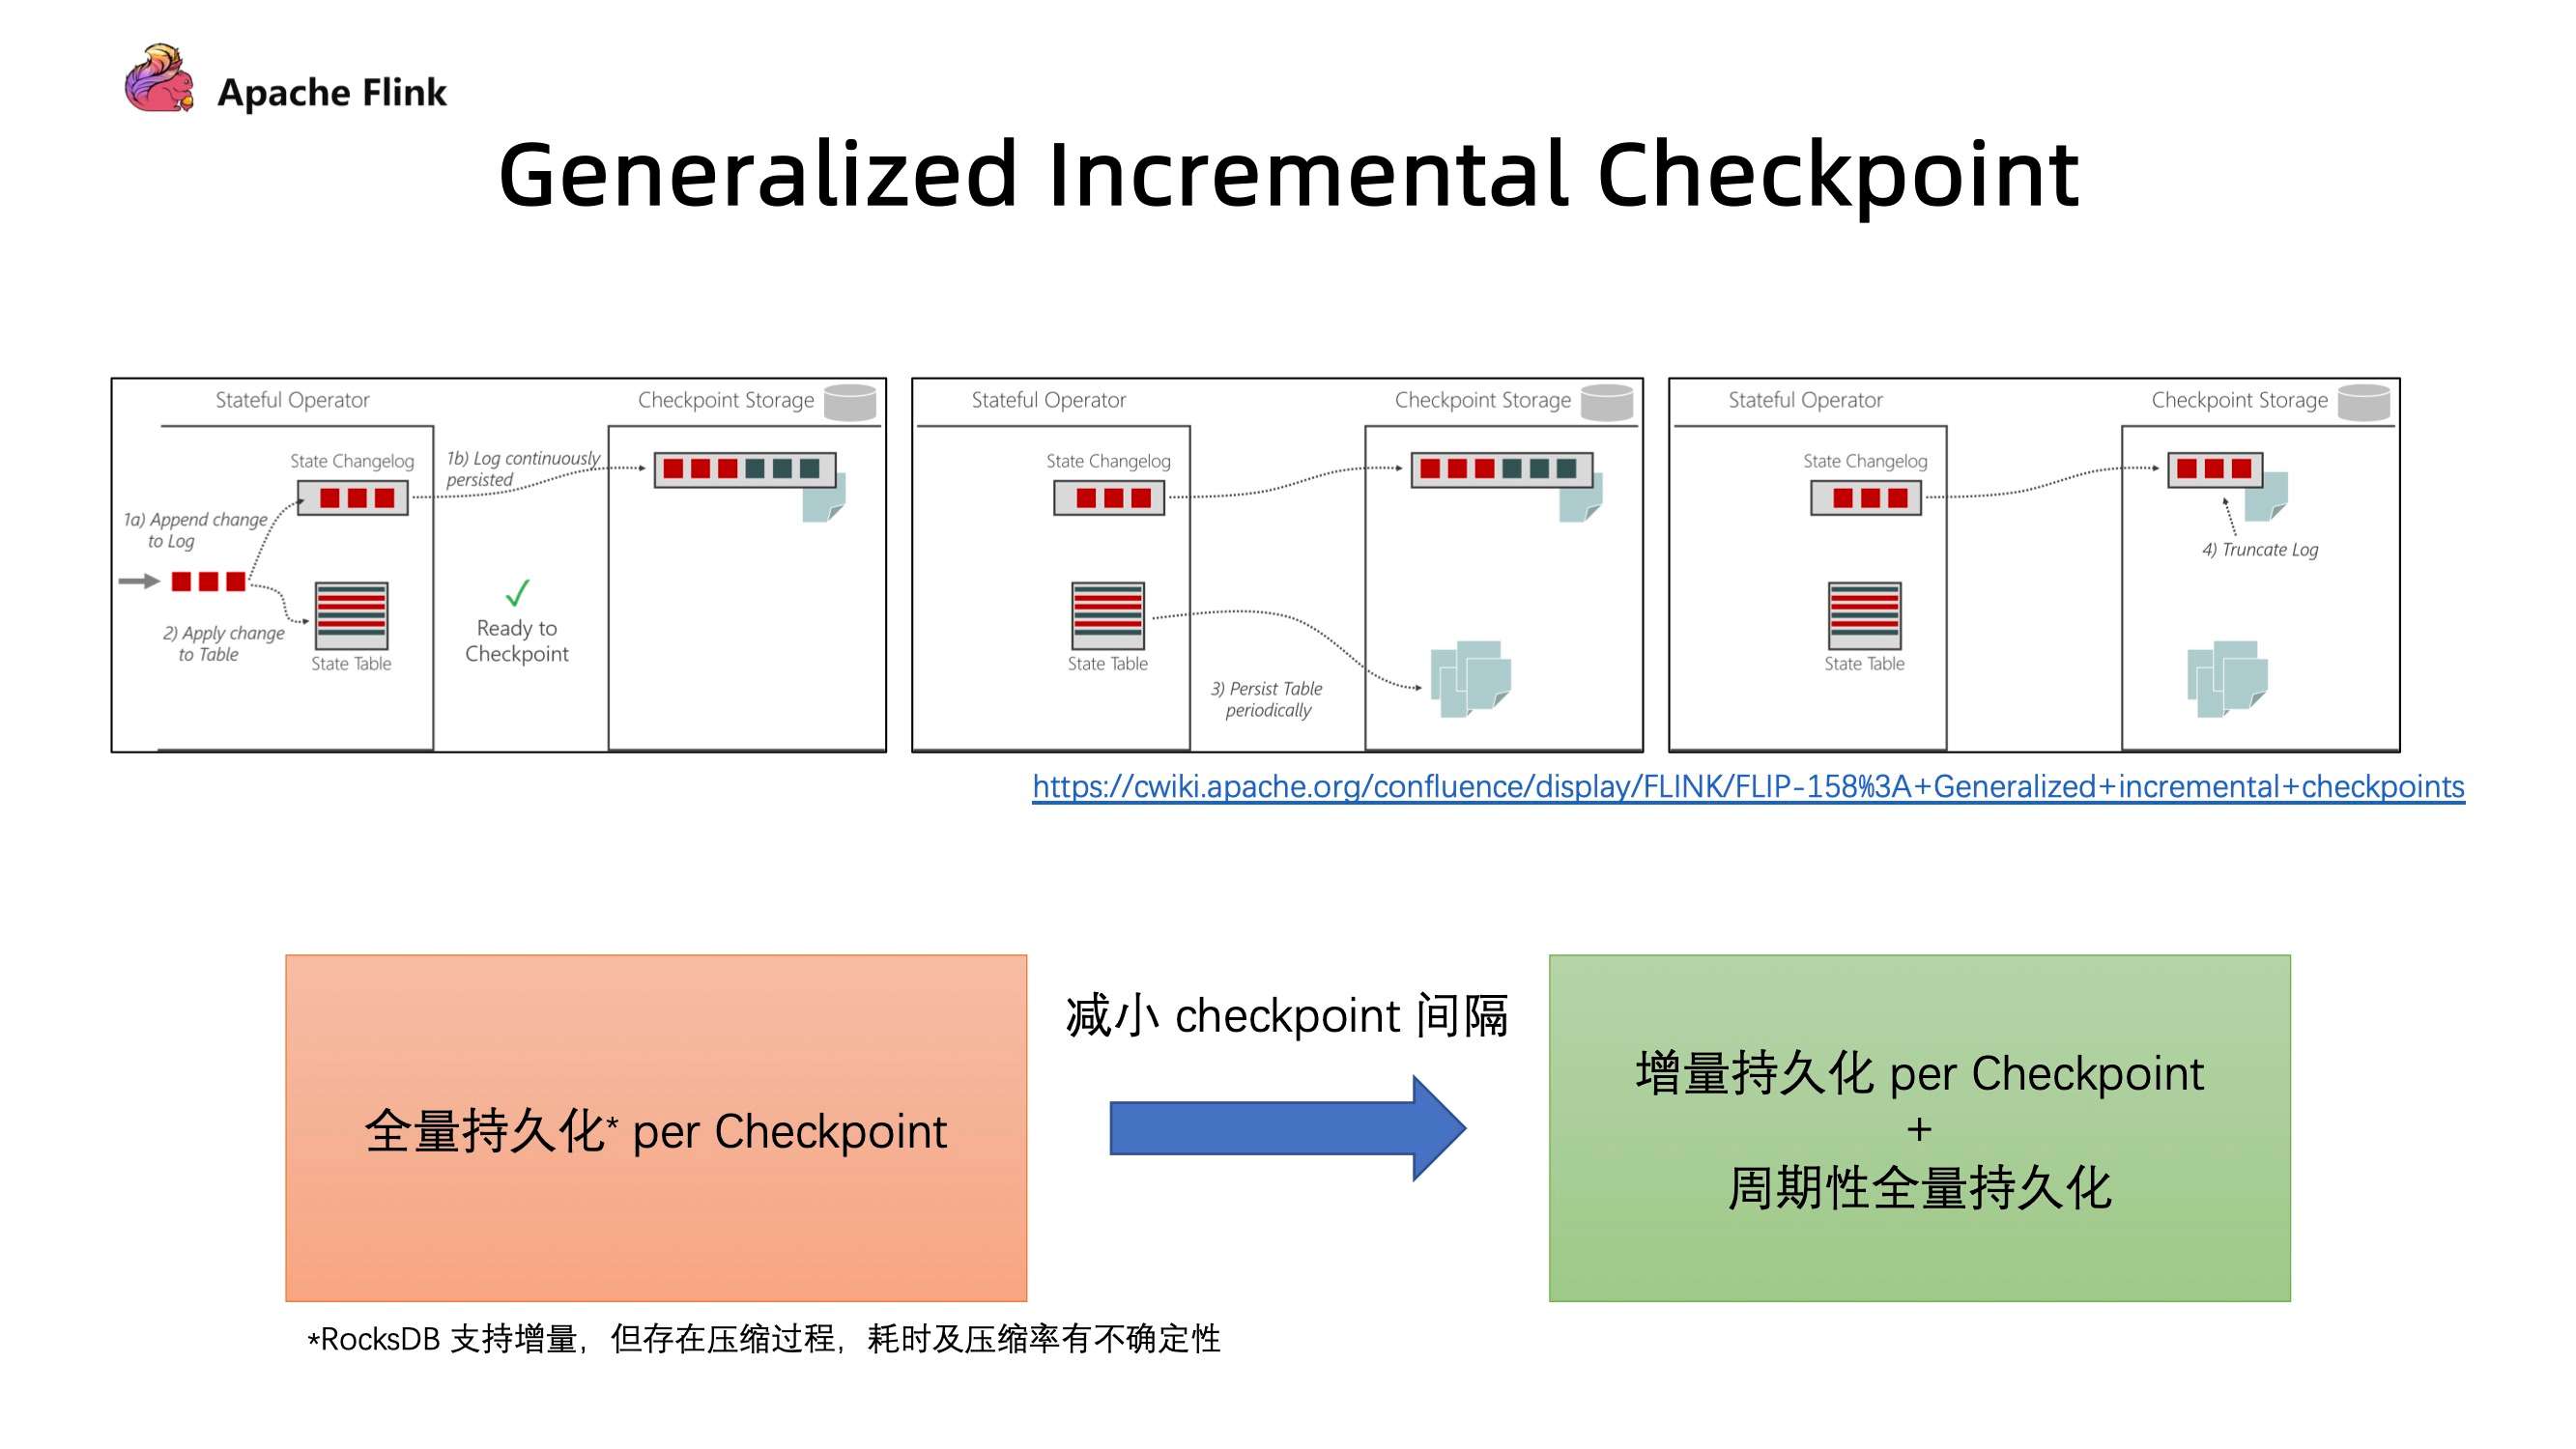 Apache Flink
Generalized Incremental Checkpoint
Stateful Operator
Checkpoint Storage
State Changelog
1b) Log continuously
persisted
1a) Append change
to Log
2) Apply change
to Table
State Table
✓
Ready to
Checkpoint
Stateful Operator
Checkpoint Storage
State Changelog
State Table
3) Persist Table
periodically
Stateful Operator
Checkpoint Storage
State Changelog
4) Truncate Log
State Table
https://cwiki.apache.org/confluence/display/FLINK/FLIP-158%3A+Generalized+incremental+checkpoints
全量持久化* per Checkpoint
减小 checkpoint 间隔
增量持久化 per Checkpoint
+
周期性全量持久化
*RocksDB 支持增量，但存在压缩过程，耗时及压缩率有不确定性